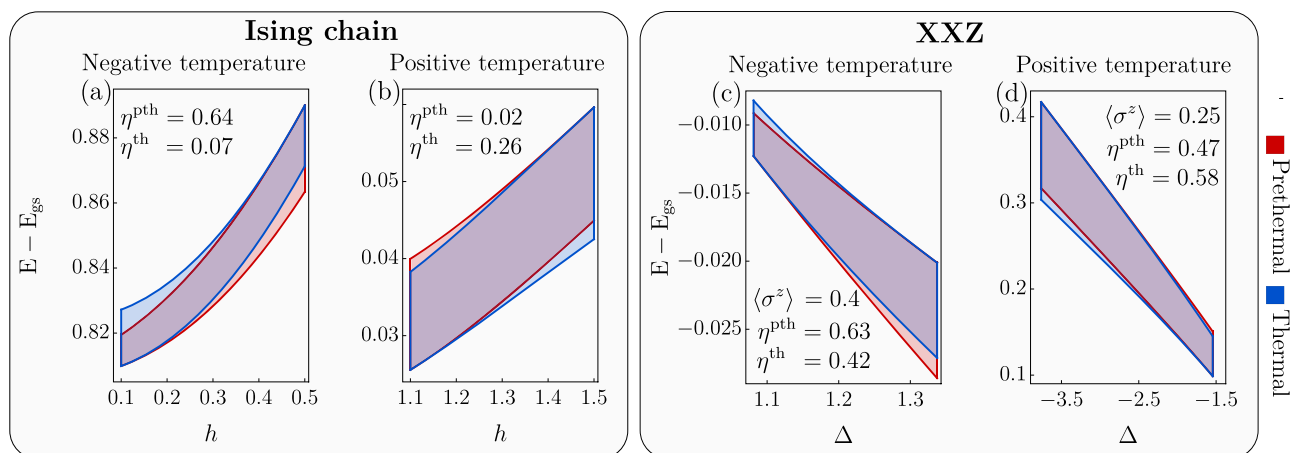 Ising chain
Negative temperature
Positive temperature
(a)
η^pth = 0.64
η^th = 0.07
0.88
0.86
0.84
0.82
E − E_gs
0.1 0.2 0.3 0.4 0.5
h
(b)
η^pth = 0.02
η^th = 0.26
0.05
0.04
0.03
1.1 1.2 1.3 1.4 1.5
h
XXZ
Negative temperature
Positive temperature
(c)
−0.010
−0.015
−0.020
−0.025
E − E_gs
⟨σ^z⟩ = 0.4
η^pth = 0.63
η^th = 0.42
1.1 1.2 1.3
Δ
(d)
⟨σ^z⟩ = 0.25
η^pth = 0.47
η^th = 0.58
0.4
0.3
0.2
0.1
−3.5 −2.5 −1.5
Δ
Prethermal
Thermal